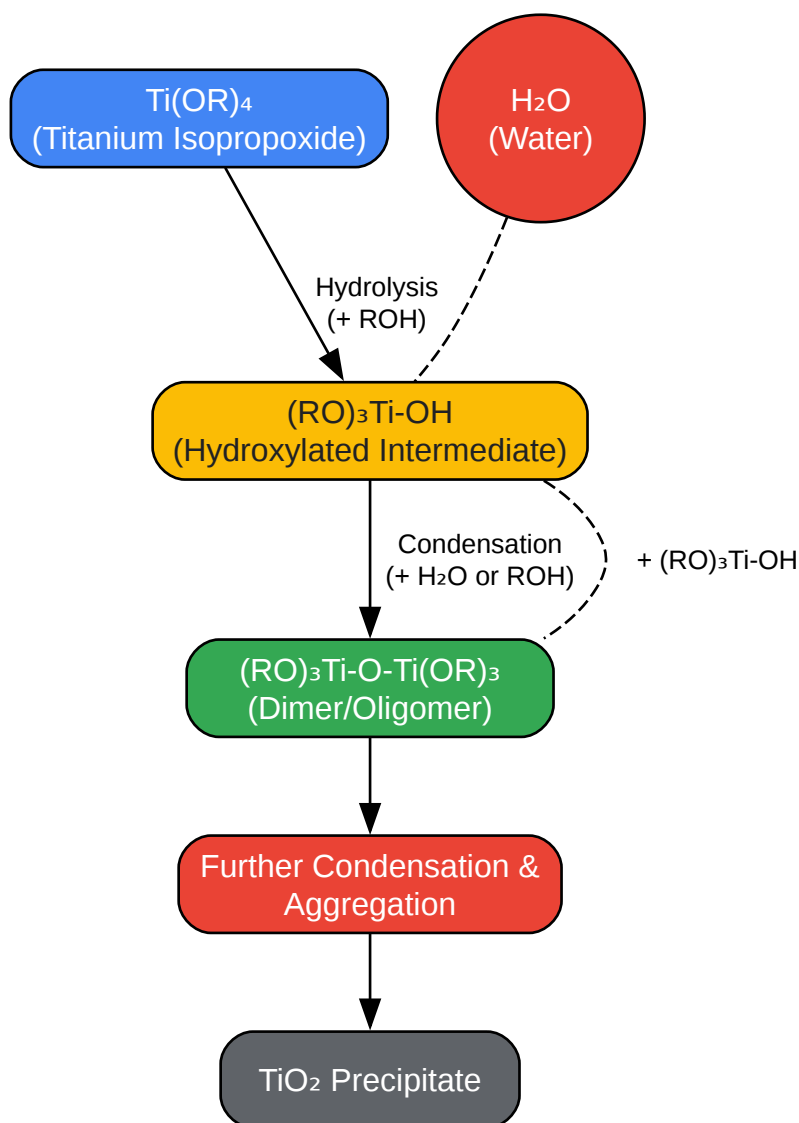 Ti(OR)₄
(Titanium Isopropoxide)
H₂O
(Water)
Hydrolysis
(+ ROH)
(RO)₃Ti-OH
(Hydroxylated Intermediate)
Condensation
(+ H₂O or ROH)
+ (RO)₃Ti-OH
(RO)₃Ti-O-Ti(OR)₃
(Dimer/Oligomer)
Further Condensation &
Aggregation
TiO₂ Precipitate